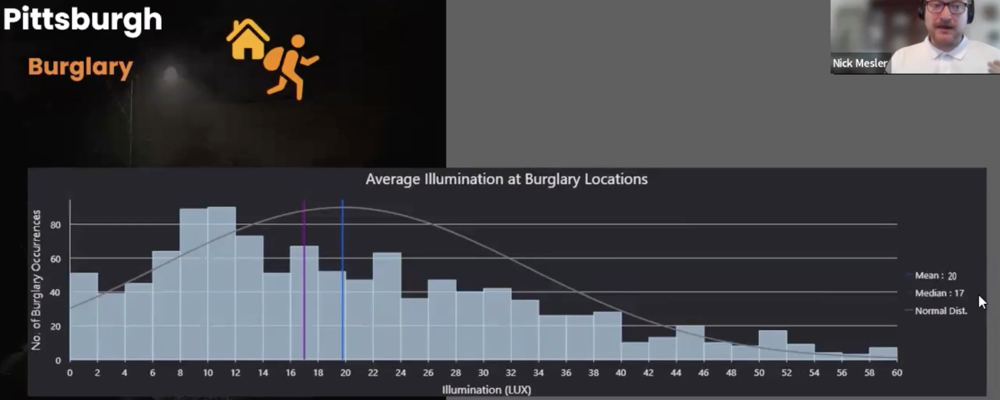 Pittsburgh
Burglary
Nick Mesler
Average Illumination at Burglary Locations
No. of Burglary Occurrences
80
60
40
20
0
0 2 4 6 8 10 12 14 16 18 20 22 24 26 28 30 32 34 36 38 40 42 44 46 48 50 52 54 56 58 60
Illumination (LUX)
Mean : 20
Median : 17
Normal Dist.